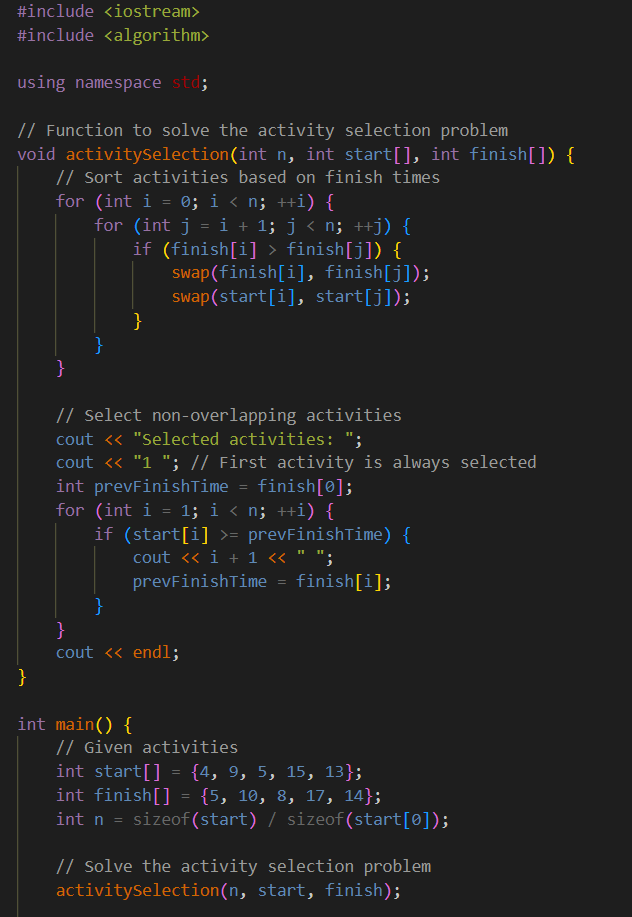 #include <iostream>
#include <algorithm>
using namespace std;
// Function to solve the activity selection problem
void activitySelection(int n, int start[], int finish[]) {
    // Sort activities based on finish times
    for (int i = 0; i < n; ++i) {
        for (int j = i + 1; j < n; ++j) {
            if (finish[i] > finish[j]) {
                swap(finish[i], finish[j]);
                swap(start[i], start[j]);
            }
        }
    }
    // Select non-overlapping activities
    cout << "Selected activities: ";
    cout << "1 "; // First activity is always selected
    int prevFinishTime = finish[0];
    for (int i = 1; i < n; ++i) {
        if (start[i] >= prevFinishTime) {
            cout << i + 1 << " ";
            prevFinishTime = finish[i];
        }
    }
    cout << endl;
}
int main() {
    // Given activities
    int start[] = {4, 9, 5, 15, 13};
    int finish[] = {5, 10, 8, 17, 14};
    int n = sizeof(start) / sizeof(start[0]);
    // Solve the activity selection problem
    activitySelection(n, start, finish);